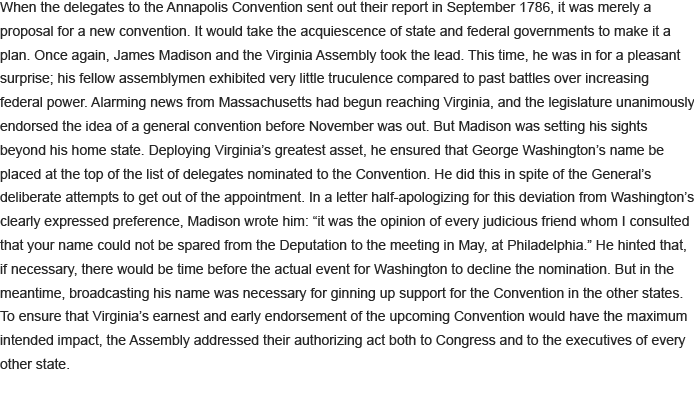 When the delegates to the Annapolis Convention sent out their report in September 1786, it was merely a
proposal for a new convention. It would take the acquiescence of state and federal governments to make it a
plan. Once again, James Madison and the Virginia Assembly took the lead. This time, he was in for a pleasant
surprise; his fellow assemblymen exhibited very little truculence compared to past battles over increasing
federal power. Alarming news from Massachusetts had begun reaching Virginia, and the legislature unanimously
endorsed the idea of a general convention before November was out. But Madison was setting his sights
beyond his home state. Deploying Virginia’s greatest asset, he ensured that George Washington’s name be
placed at the top of the list of delegates nominated to the Convention. He did this in spite of the General’s
deliberate attempts to get out of the appointment. In a letter half-apologizing for this deviation from Washington’s
clearly expressed preference, Madison wrote him: “it was the opinion of every judicious friend whom I consulted
that your name could not be spared from the Deputation to the meeting in May, at Philadelphia.” He hinted that,
if necessary, there would be time before the actual event for Washington to decline the nomination. But in the
meantime, broadcasting his name was necessary for ginning up support for the Convention in the other states.
To ensure that Virginia’s earnest and early endorsement of the upcoming Convention would have the maximum
intended impact, the Assembly addressed their authorizing act both to Congress and to the executives of every
other state.